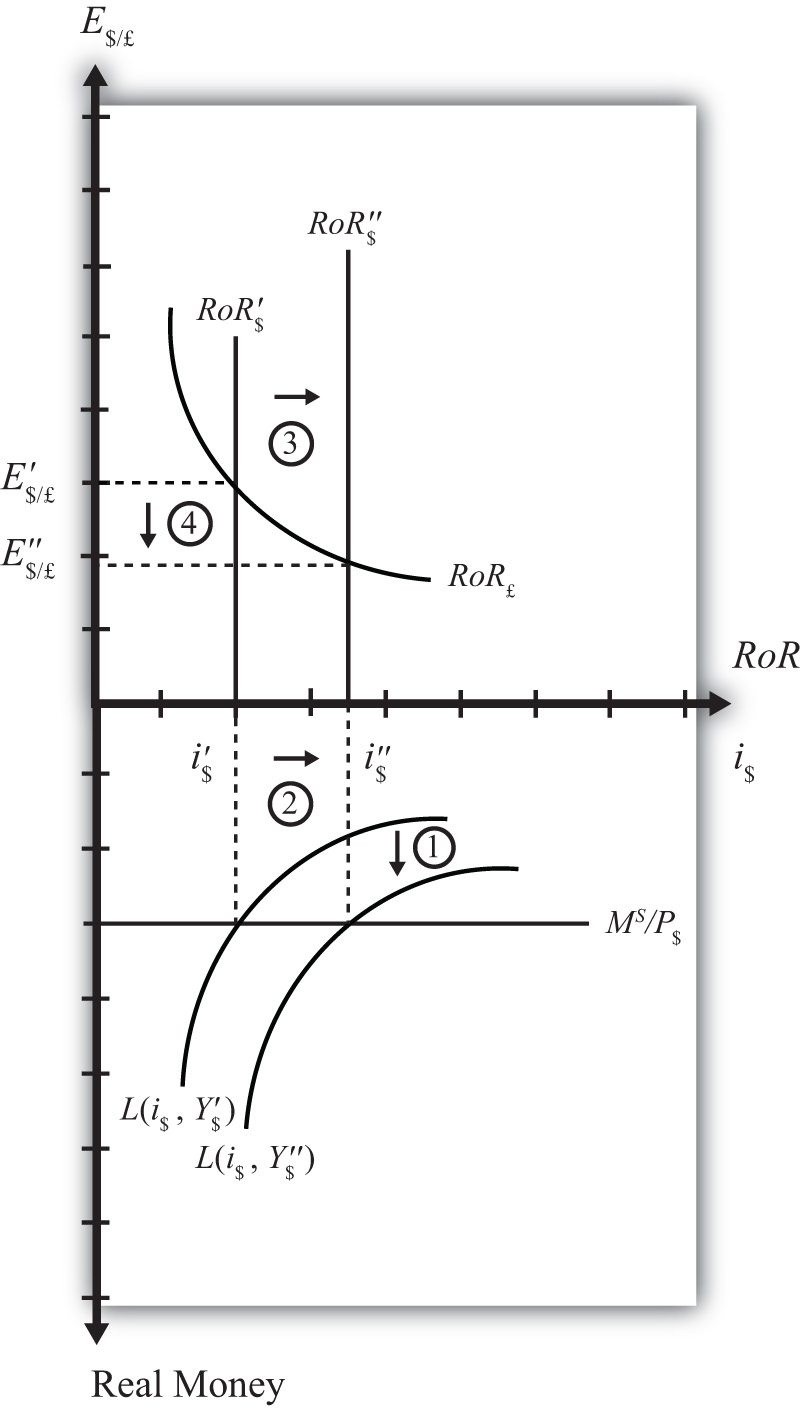 E$/£
RoR″$
RoR′$
③
E′$/£
④
E″$/£
RoR£
RoR
i′$
i″$
i$
②
①
Mˢ/P$
L(i$, Y′$)
L(i$, Y″$)
Real Money